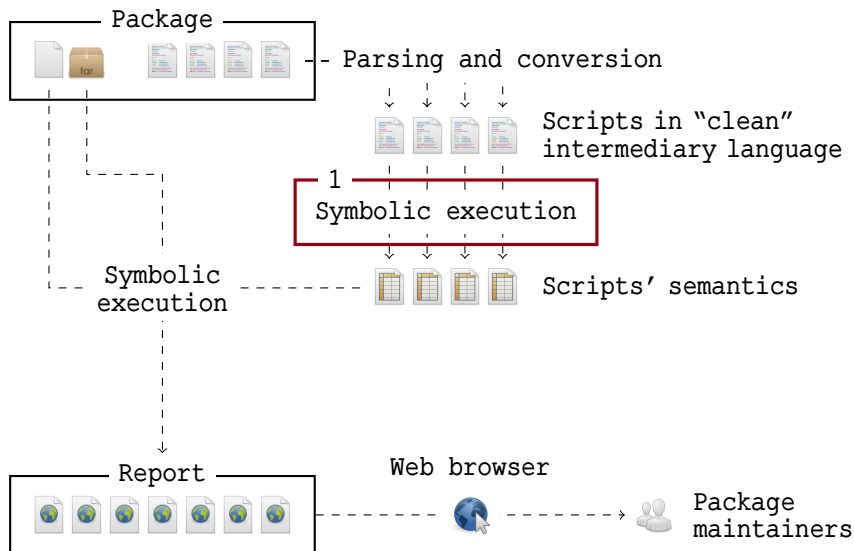 Package
tar
Parsing and conversion
Scripts in “clean”
intermediary language
1
Symbolic execution
Symbolic
execution
Scripts’ semantics
Report
Web browser
Package
maintainers